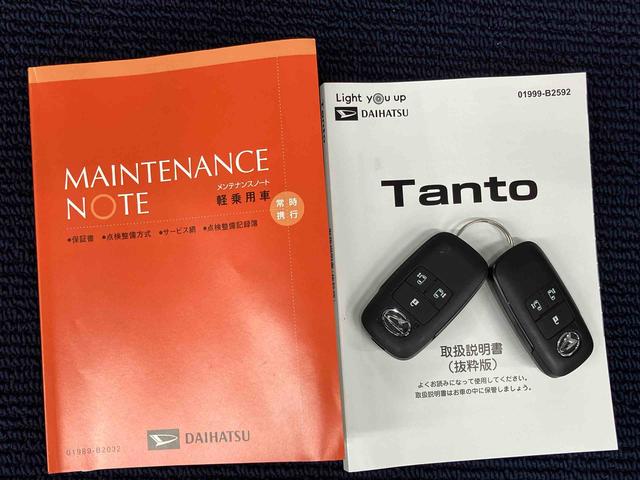 MAINTENANCE
NOTE
メンテナンスノート
軽乗用車
常時
携行
●保証書 ●点検整備方式 ●サービス網 ●点検整備記録簿
01989-B2032
DAIHATSU
Light you up
DAIHATSU
01999-B2592
Tanto
取扱説明書
（抜粋版）
よくお読みになって使用してください。
取扱説明書はお車の中に保管しましょう。